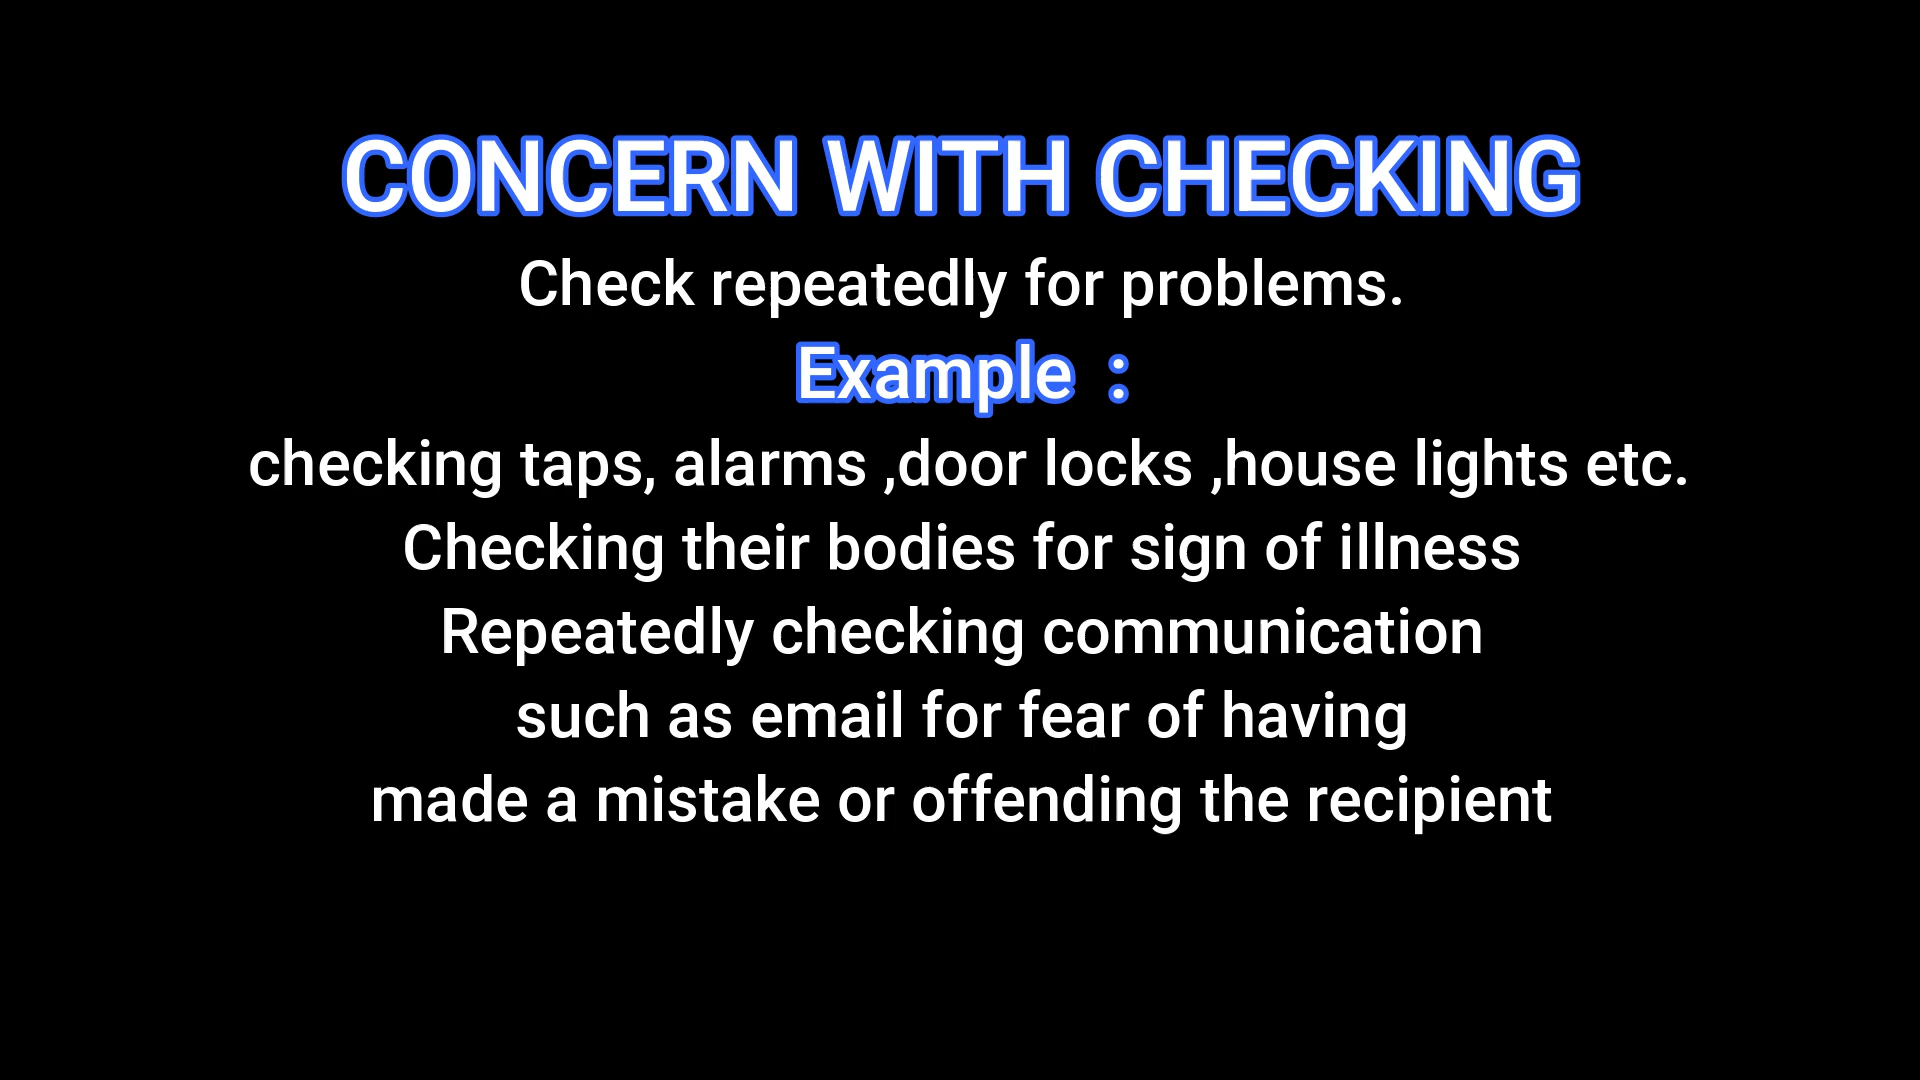 CONCERN WITH CHECKING
Check repeatedly for problems.
Example :
checking taps, alarms ,door locks ,house lights etc.
Checking their bodies for sign of illness
Repeatedly checking communication
such as email for fear of having
made a mistake or offending the recipient